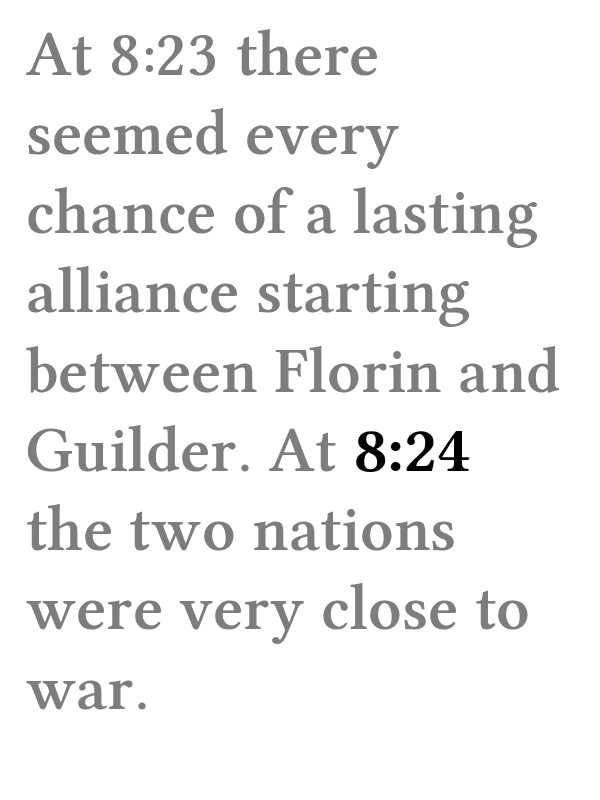 At 8:23 there
seemed every
chance of a lasting
alliance starting
between Florin and
Guilder. At 8:24
the two nations
were very close to
war.